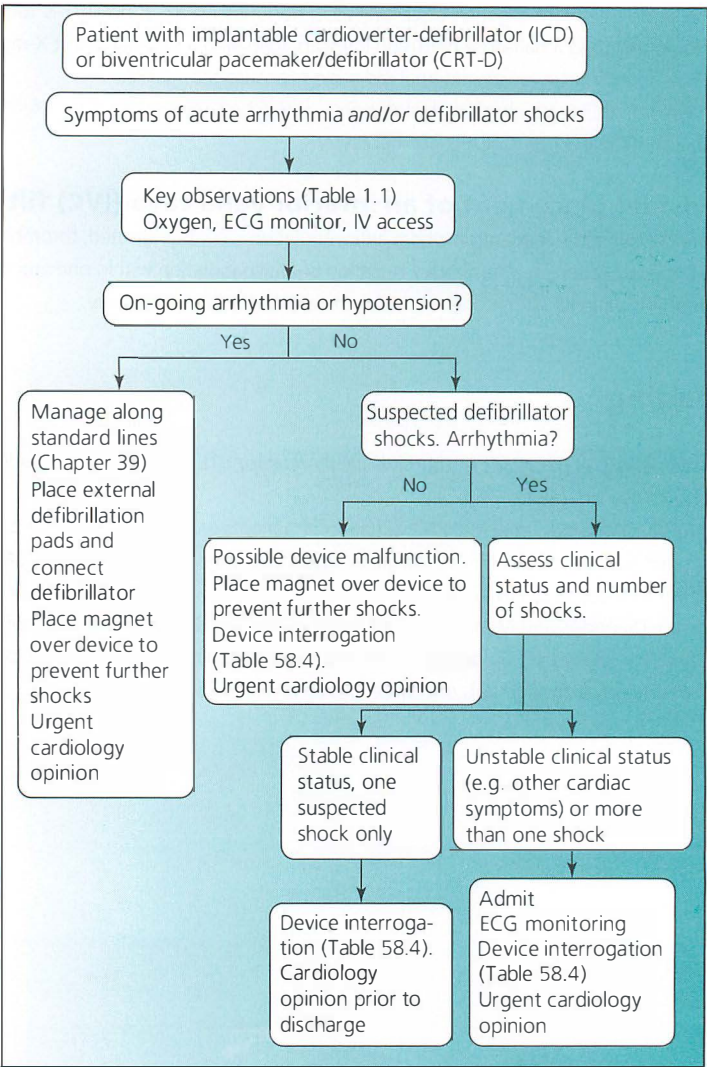 Patient with implantable cardioverter-defibrillator (ICD)
or biventricular pacemaker/defibrillator (CRT-D)
Symptoms of acute arrhythmia and/or defibrillator shocks
Key observations (Table 1.1)
Oxygen, ECG monitor, IV access
On-going arrhythmia or hypotension?
Yes
No
Manage along
standard lines
(Chapter 39)
Place external
defibrillation
pads and
connect
defibrillator
Place magnet
over device to
prevent further
shocks
Urgent
cardiology
opinion
Suspected defibrillator
shocks. Arrhythmia?
No
Yes
Possible device malfunction.
Place magnet over device to
prevent further shocks.
Device interrogation
(Table 58.4).
Urgent cardiology opinion
Assess clinical
status and number
of shocks.
Stable clinical
status, one
suspected
shock only
Unstable clinical status
(e.g. other cardiac
symptoms) or more
than one shock
Device interroga-
tion (Table 58.4).
Cardiology
opinion prior to
discharge
Admit
ECG monitoring
Device interrogation
(Table 58.4)
Urgent cardiology
opinion